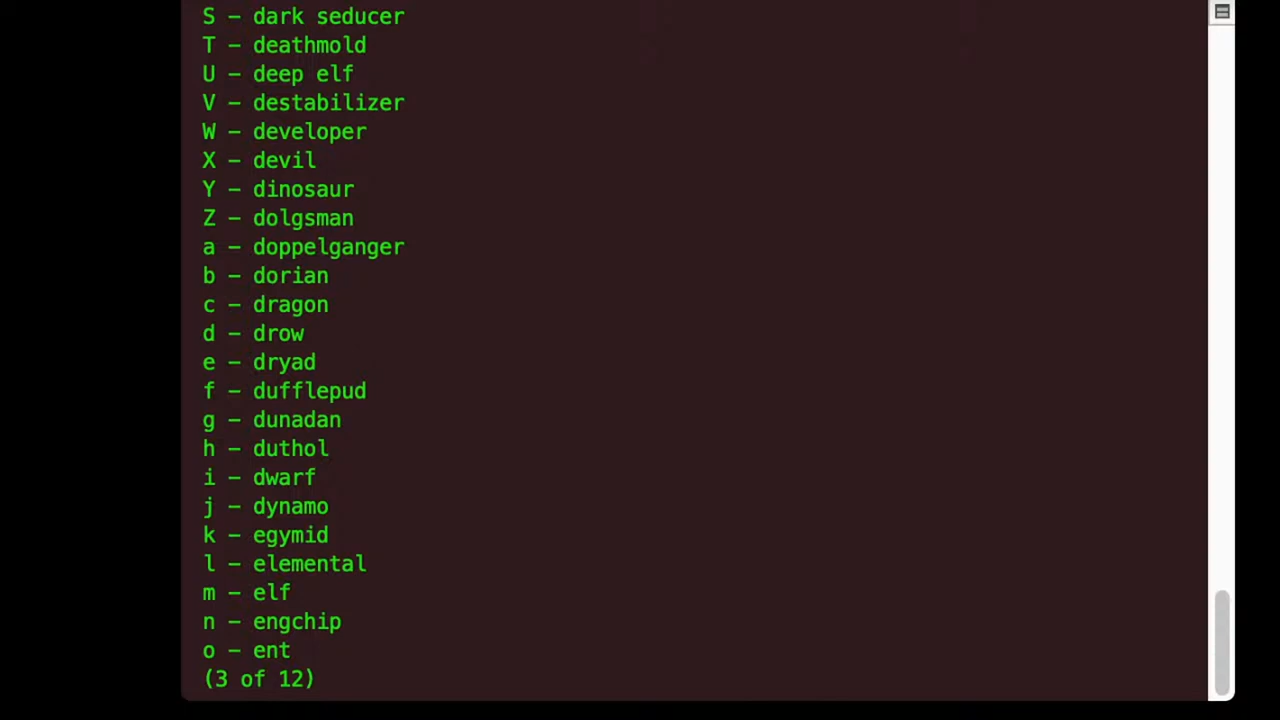 S - dark seducer
T - deathmold
U - deep elf
V - destabilizer
W - developer
X - devil
Y - dinosaur
Z - dolgsman
a - doppelganger
b - dorian
c - dragon
d - drow
e - dryad
f - dufflepud
g - dunadan
h - duthol
i - dwarf
j - dynamo
k - egymid
l - elemental
m - elf
n - engchip
o - ent
(3 of 12)